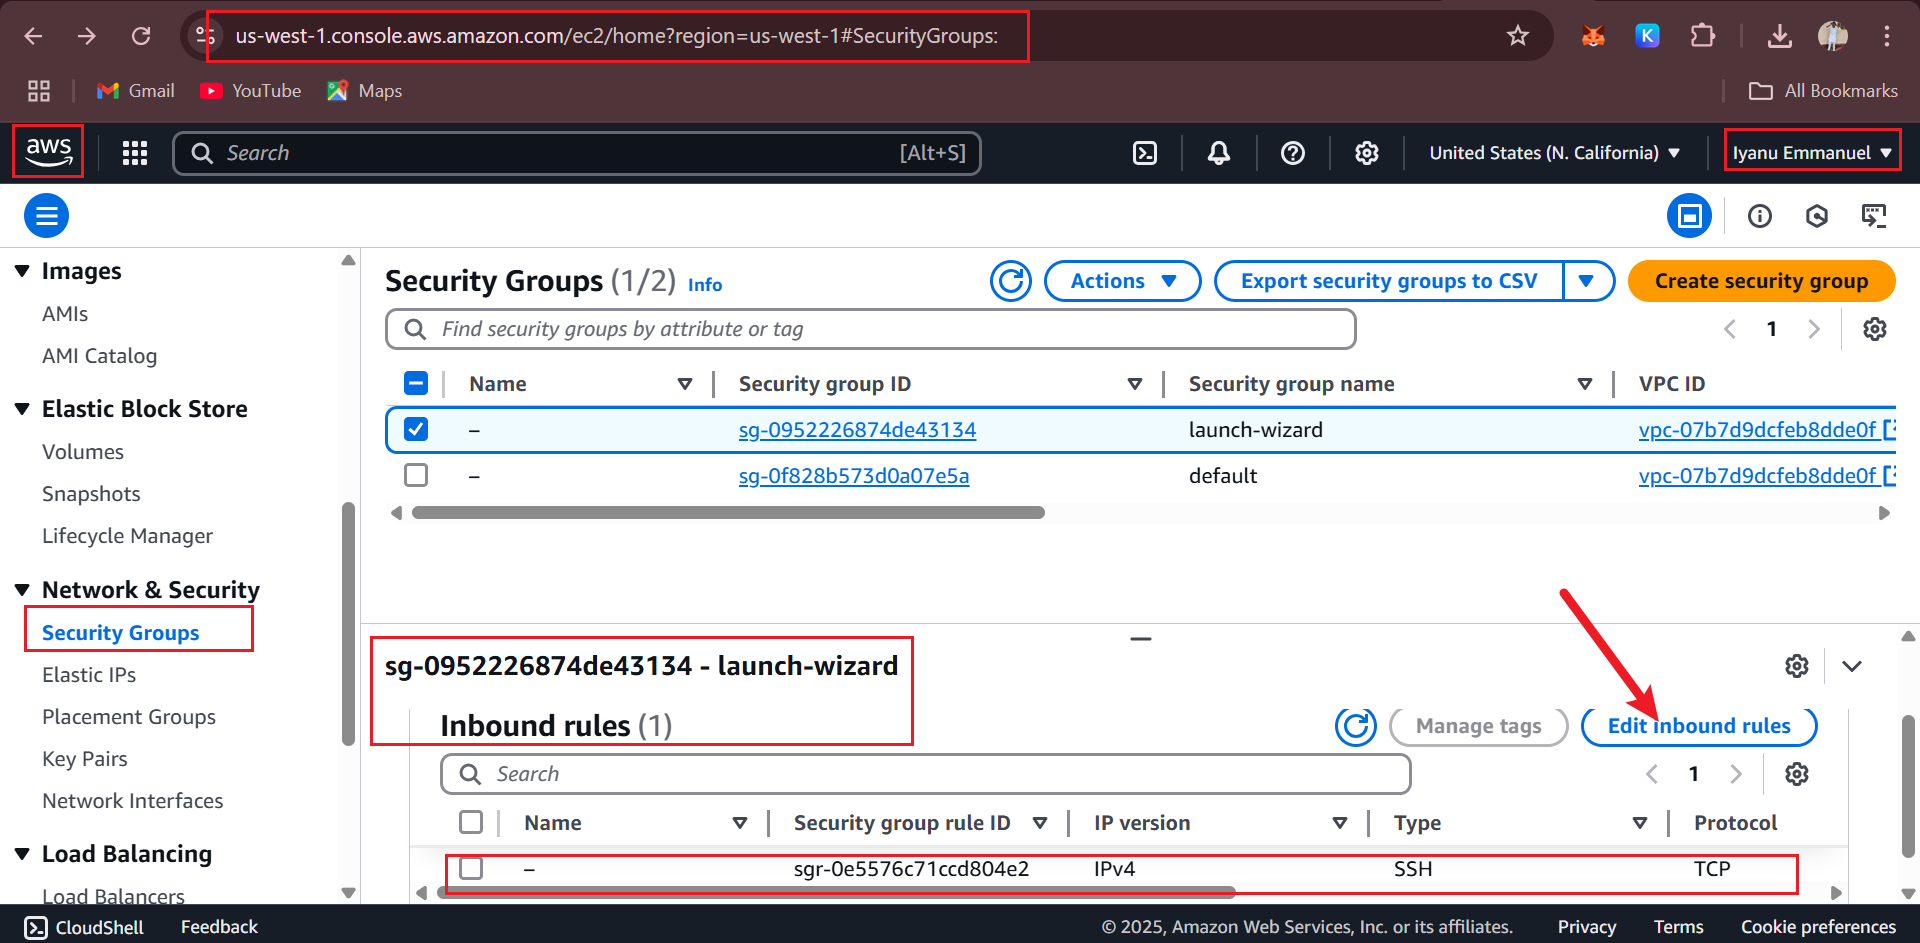 us-west-1.console.aws.amazon.com/ec2/home?region=us-west-1#SecurityGroups:
K
Gmail
YouTube
Maps
All Bookmarks
aws
Search
[Alt+S]
United States (N. California)
Iyanu Emmanuel
Images
AMIs
AMI Catalog
Elastic Block Store
Volumes
Snapshots
Lifecycle Manager
Network & Security
Security Groups
Elastic IPs
Placement Groups
Key Pairs
Network Interfaces
Load Balancing
Load Balancers
Security Groups (1/2) Info
Actions
Export security groups to CSV
Create security group
Find security groups by attribute or tag
1
Name Security group ID Security group name VPC ID
– sg-0952226874de43134 launch-wizard vpc-07b7d9dcfeb8dde0f
– sg-0f828b573d0a07e5a default vpc-07b7d9dcfeb8dde0f
sg-0952226874de43134 - launch-wizard
Inbound rules (1)
Manage tags
Edit inbound rules
Search
1
Name Security group rule ID IP version Type Protocol
– sgr-0e5576c71ccd804e2 IPv4 SSH TCP
CloudShell
Feedback
© 2025, Amazon Web Services, Inc. or its affiliates.
Privacy
Terms
Cookie preferences